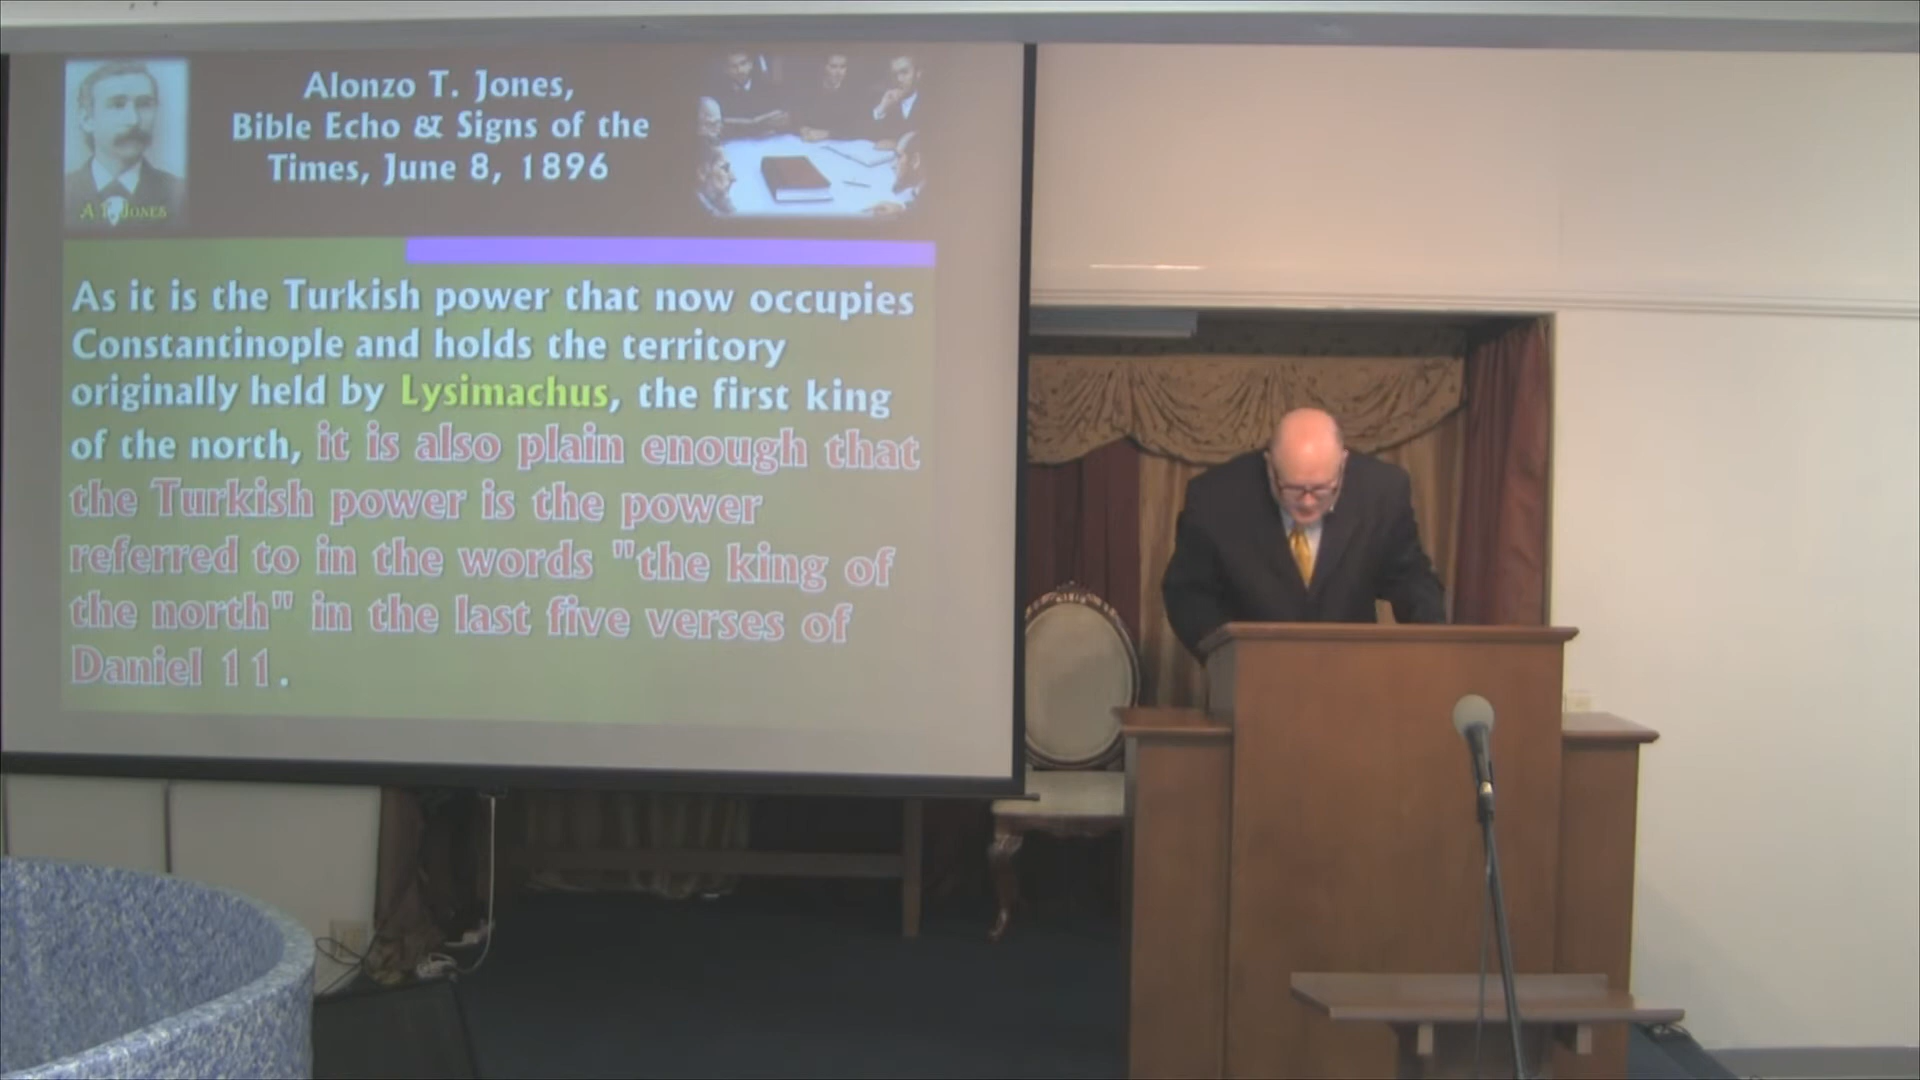 Alonzo T. Jones,
Bible Echo & Signs of the
Times, June 8, 1896
A T. JONES
As it is the Turkish power that now occupies
Constantinople and holds the territory
originally held by Lysimachus, the first king
of the north, it is also plain enough that
the Turkish power is the power
referred to in the words "the king of
the north" in the last five verses of
Daniel 11.